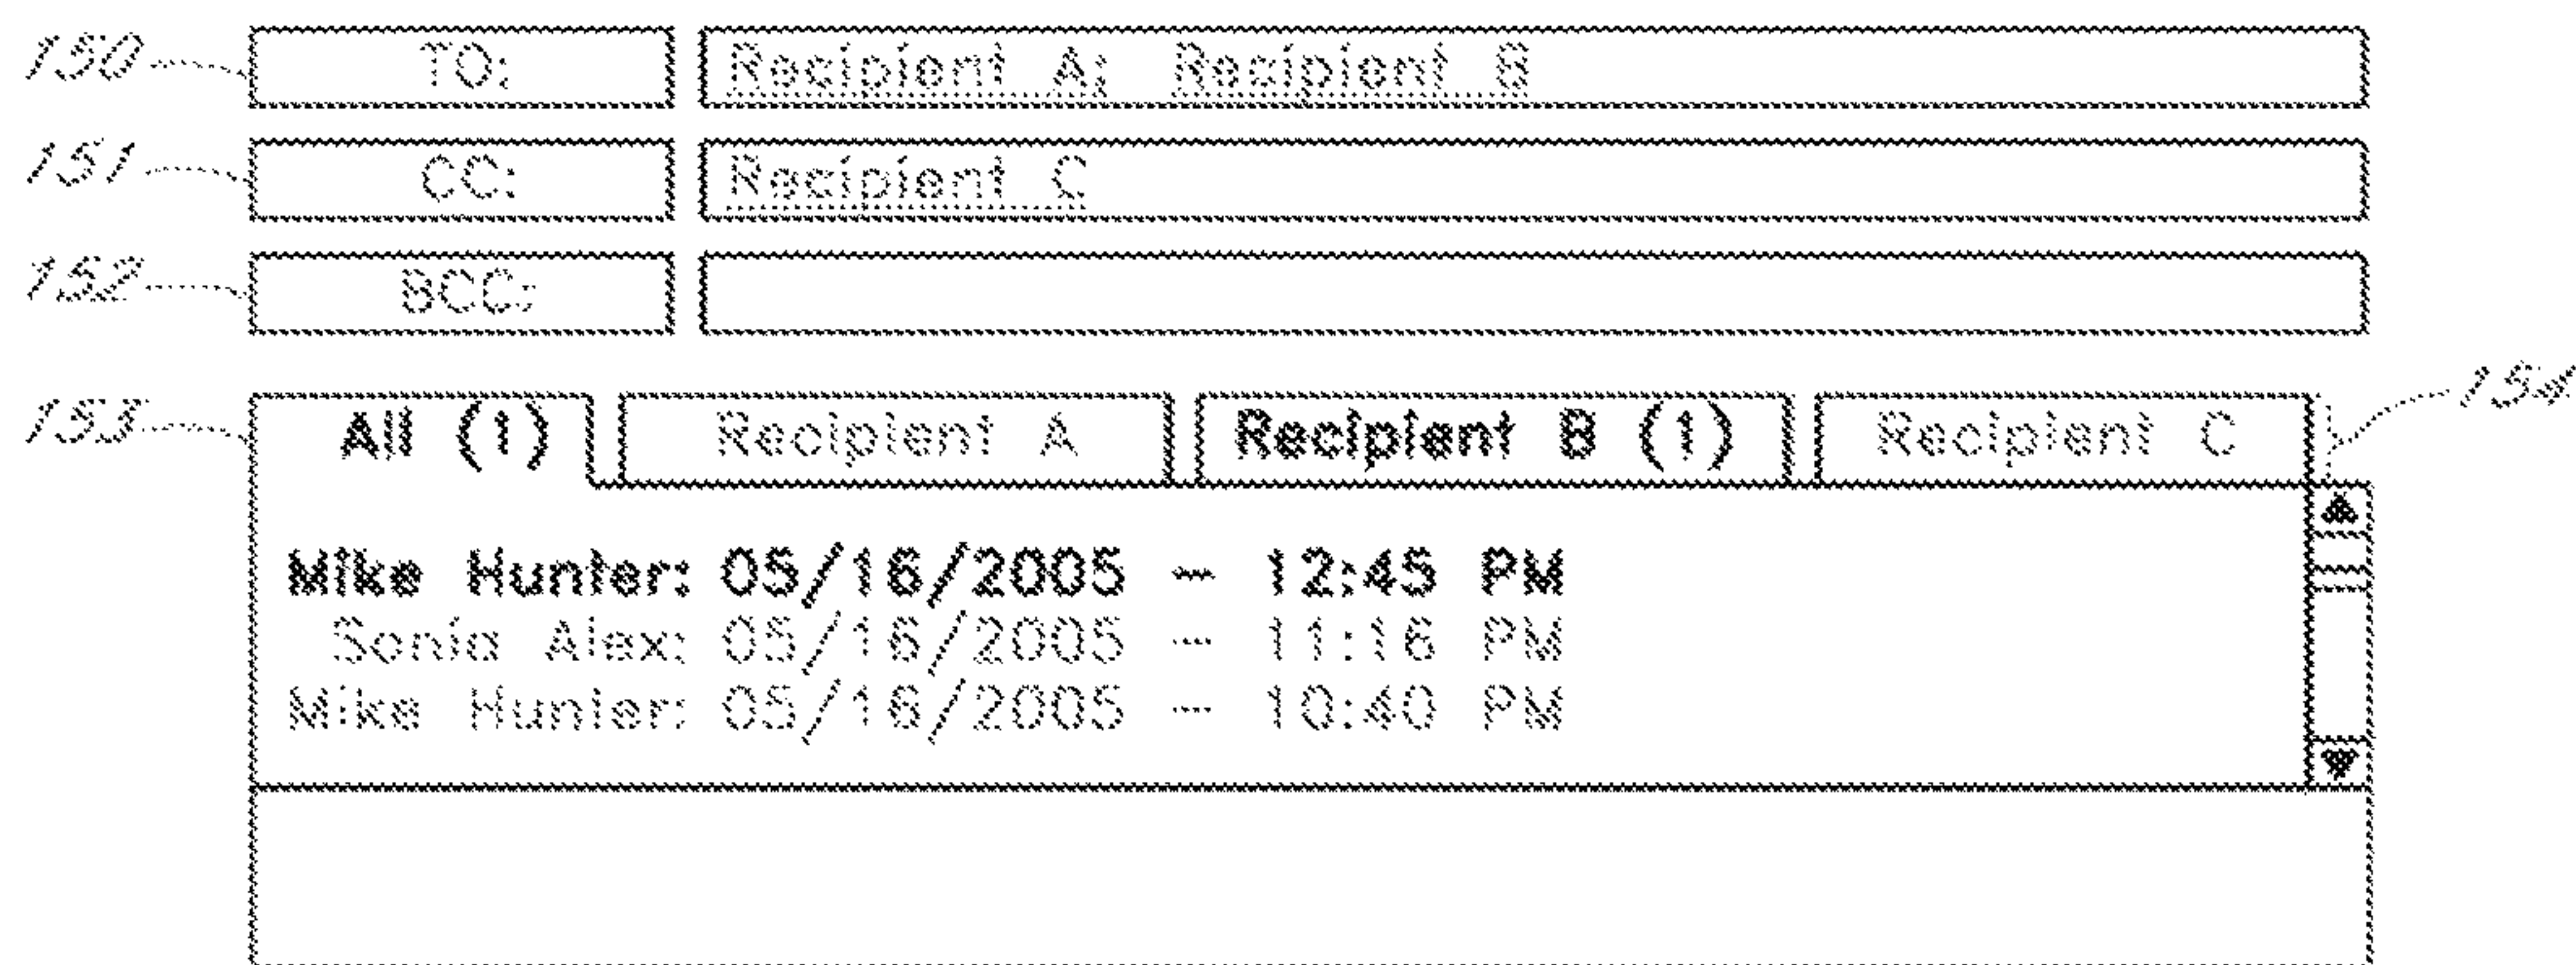 150 TO: Recipient A; Recipient B
151 CC: Recipient C
152 BCC:
154
153 All (1) Recipient A Recipient B (1) Recipient C
Mike Hunter: 05/16/2005 - 12:45 PM
Sonia Alex: 05/16/2005 - 11:16 PM
Mike Hunter: 05/16/2005 - 10:40 PM